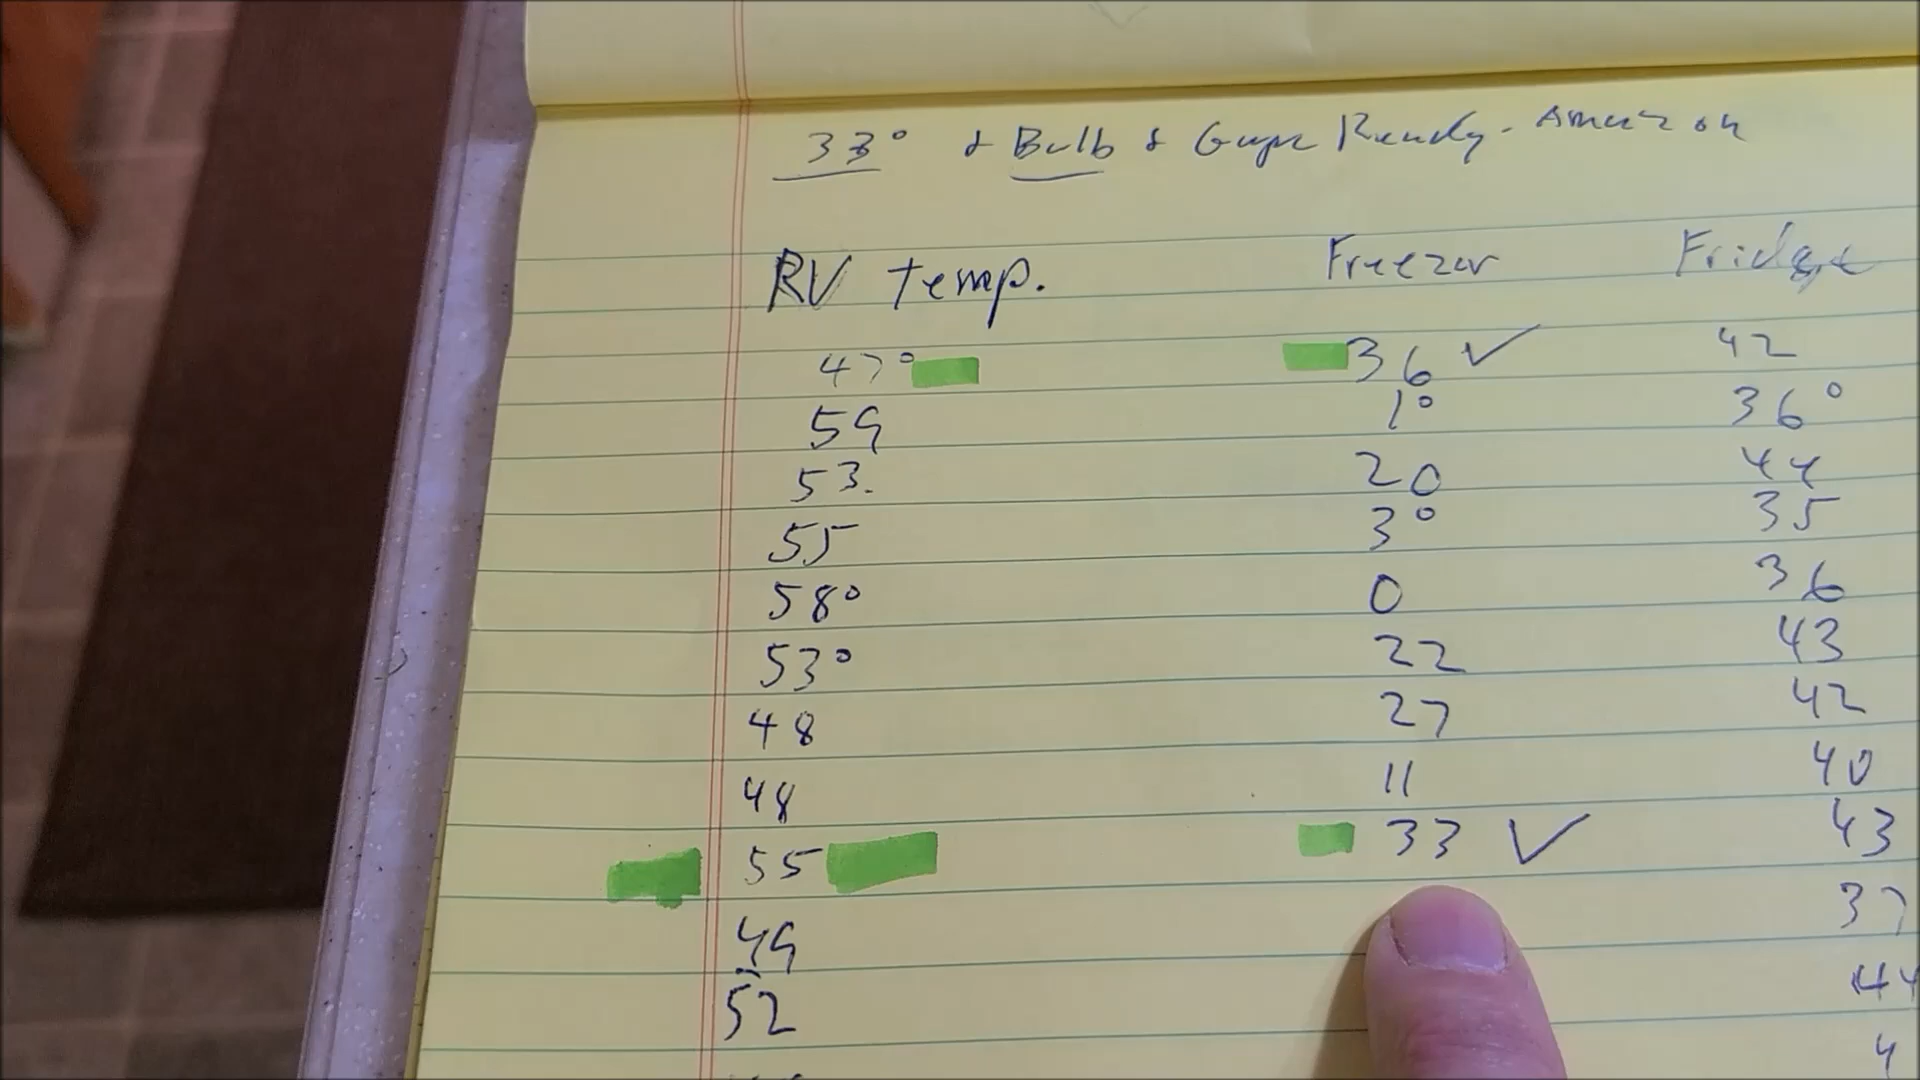 33° & Bulb & Gage Ready - Amazon
RV temp. Freezer Fridge
47° 36 ✓ 42
59 1° 36°
53. 20 44
55 3° 35
58° 0 36
53° 22 43
48 27 42
48 11 40
55 33 ✓ 43
49 37
52 44
4